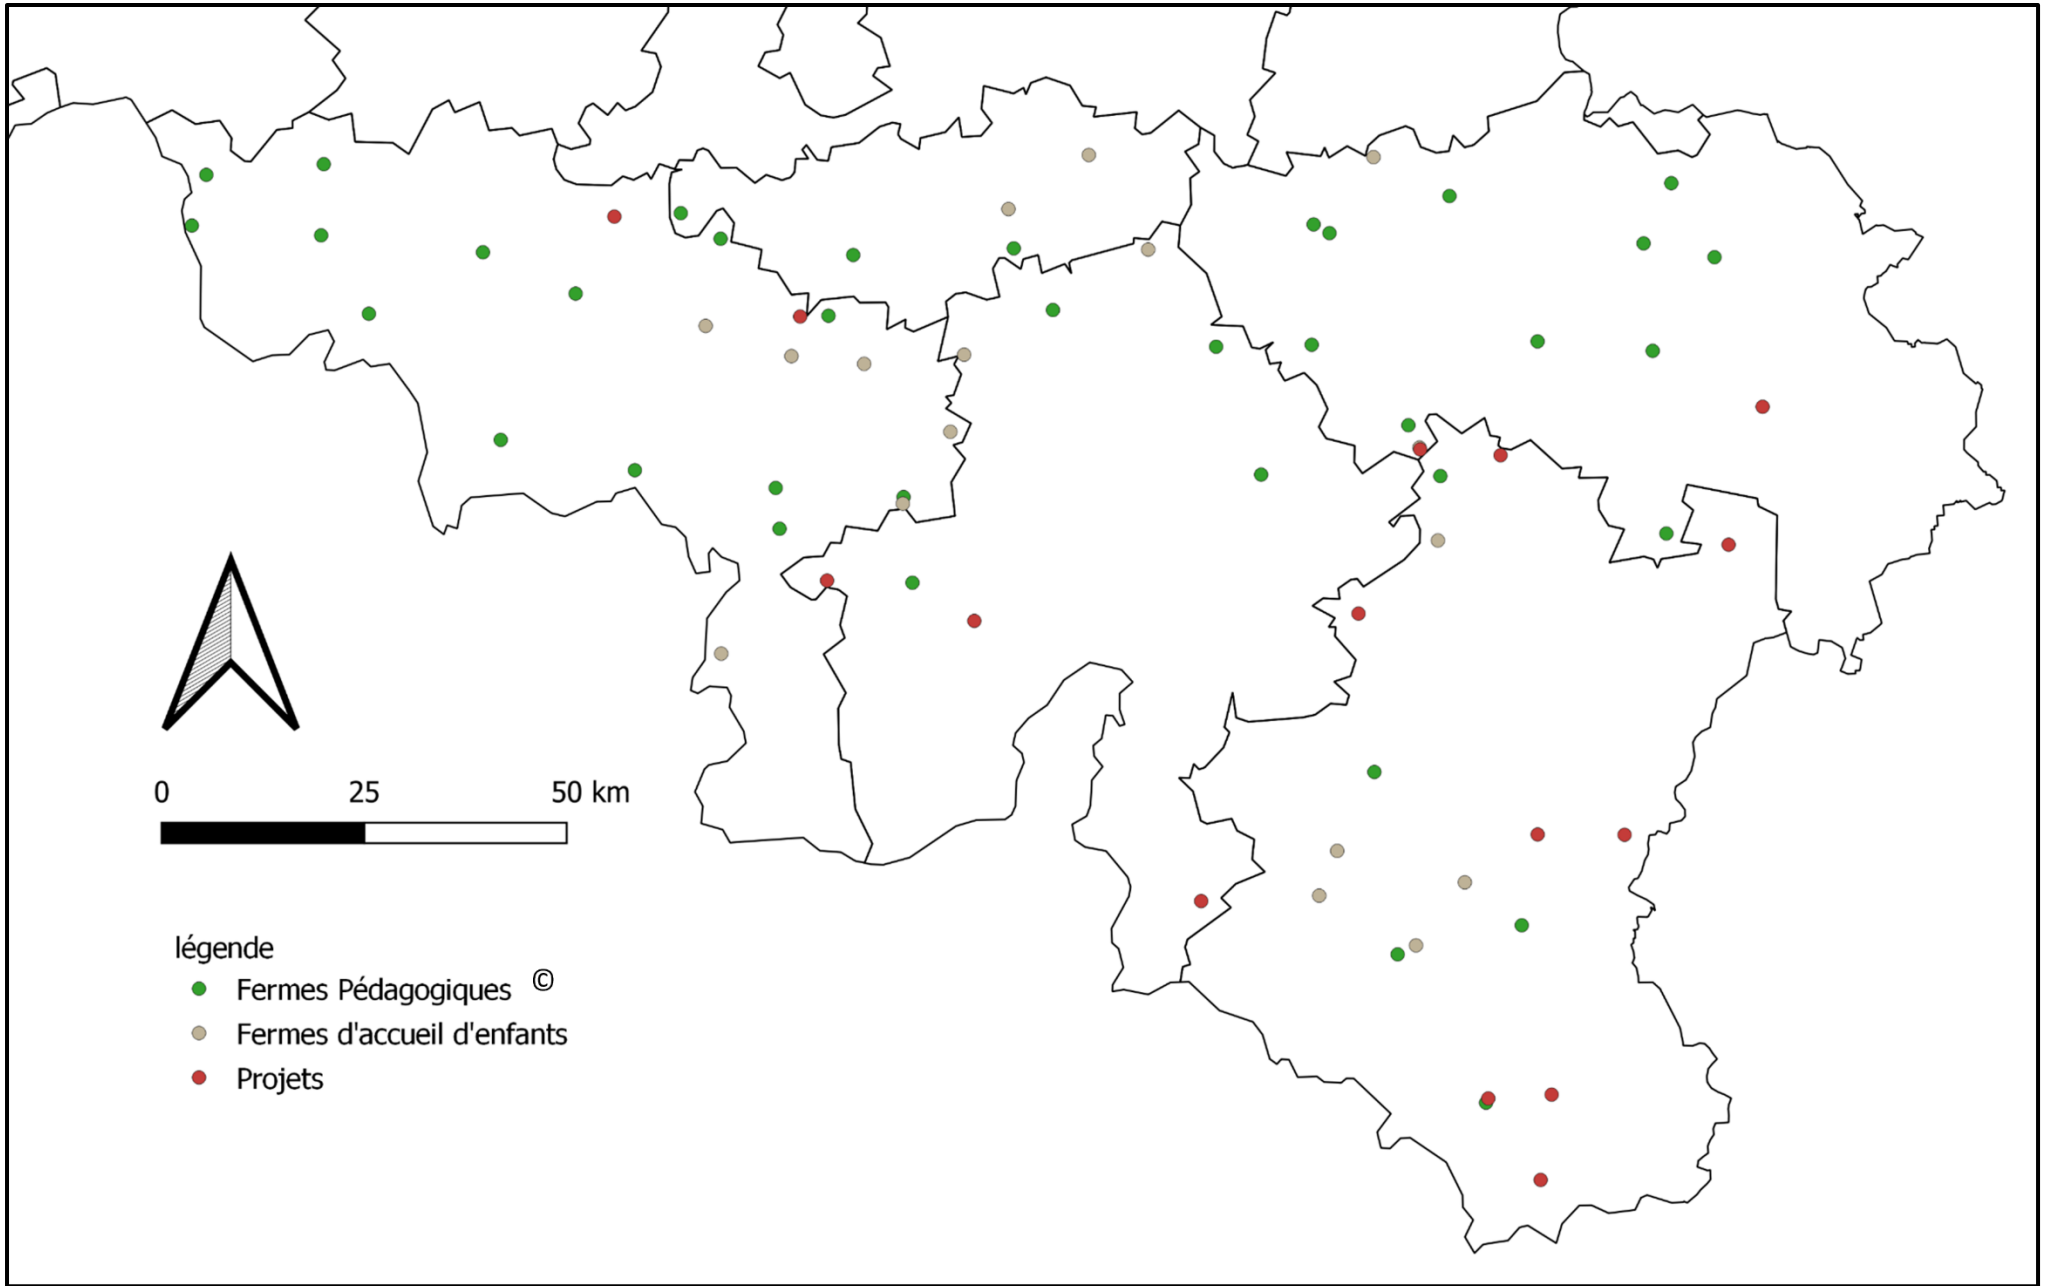 0 25 50 km
légende
Fermes Pédagogiques ©
Fermes d'accueil d'enfants
Projets